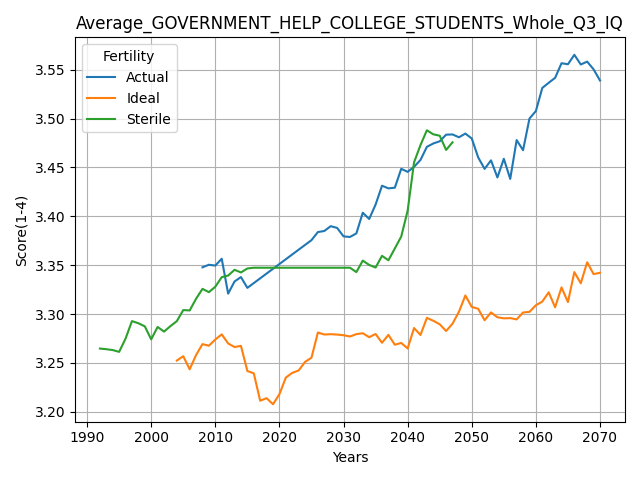 Average_GOVERNMENT_HELP_COLLEGE_STUDENTS_Whole_Q3_IQ
Fertility
Actual
Ideal
Sterile
Score(1-4)
3.55
3.50
3.45
3.40
3.35
3.30
3.25
3.20
1990 2000 2010 2020 2030 2040 2050 2060 2070
Years